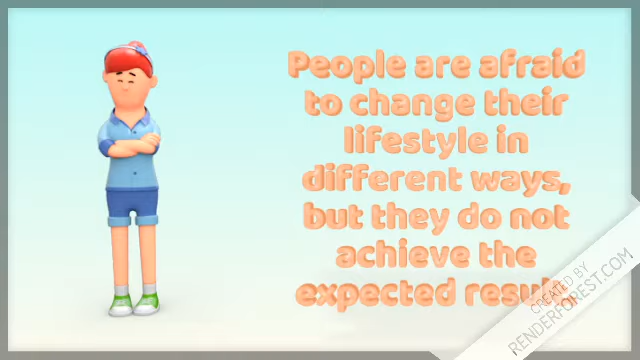 People are afraid
to change their
lifestyle in
different ways,
but they do not
achieve the
expected result.
CREATED BY
RENDERFOREST.COM